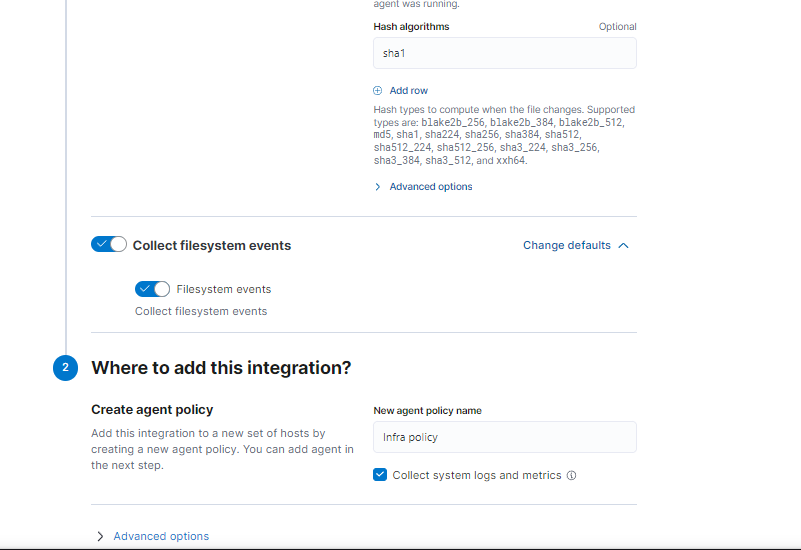 agent was running.
Hash algorithms Optional
sha1
Add row
Hash types to compute when the file changes. Supported
types are: blake2b_256, blake2b_384, blake2b_512,
md5, sha1, sha224, sha256, sha384, sha512,
sha512_224, sha512_256, sha3_224, sha3_256,
sha3_384, sha3_512, and xxh64.
Advanced options
Collect filesystem events Change defaults
Filesystem events
Collect filesystem events
2 Where to add this integration?
Create agent policy
Add this integration to a new set of hosts by
creating a new agent policy. You can add agent in
the next step.
New agent policy name
Infra policy
Collect system logs and metrics
Advanced options